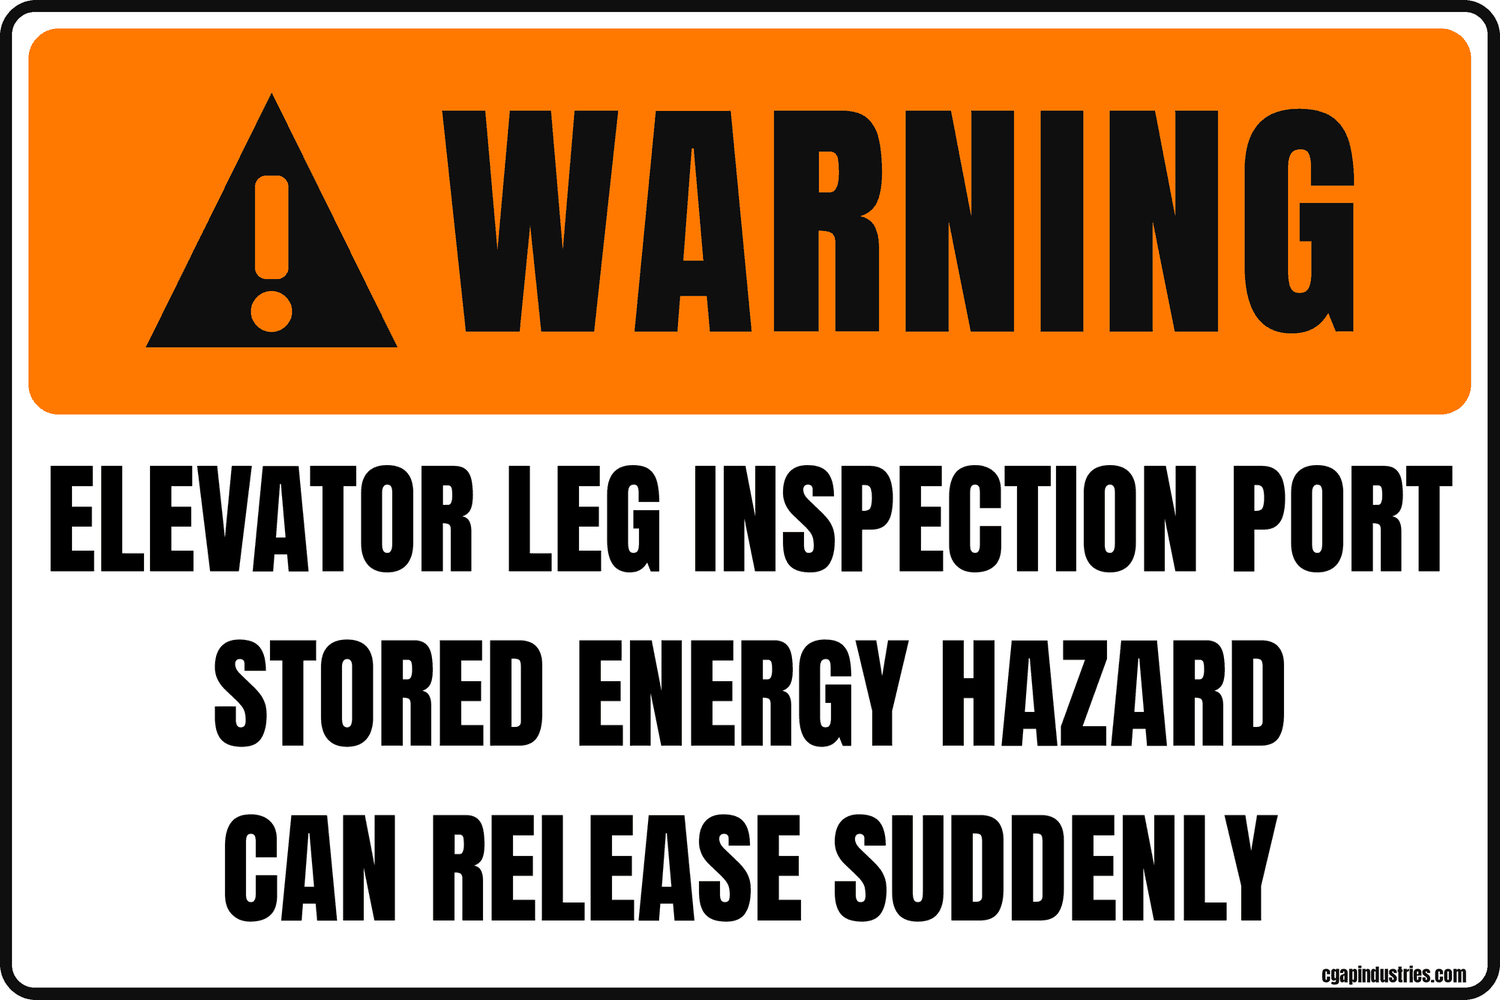 WARNING
ELEVATOR LEG INSPECTION PORT
STORED ENERGY HAZARD
CAN RELEASE SUDDENLY
cgapindustries.com